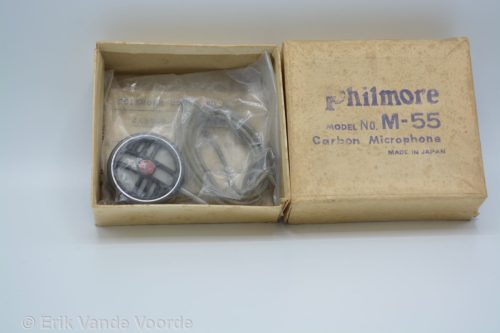 Philmore
MODEL NO. M-55
Carbon Microphone
MADE IN JAPAN
© Erik Vande Voorde